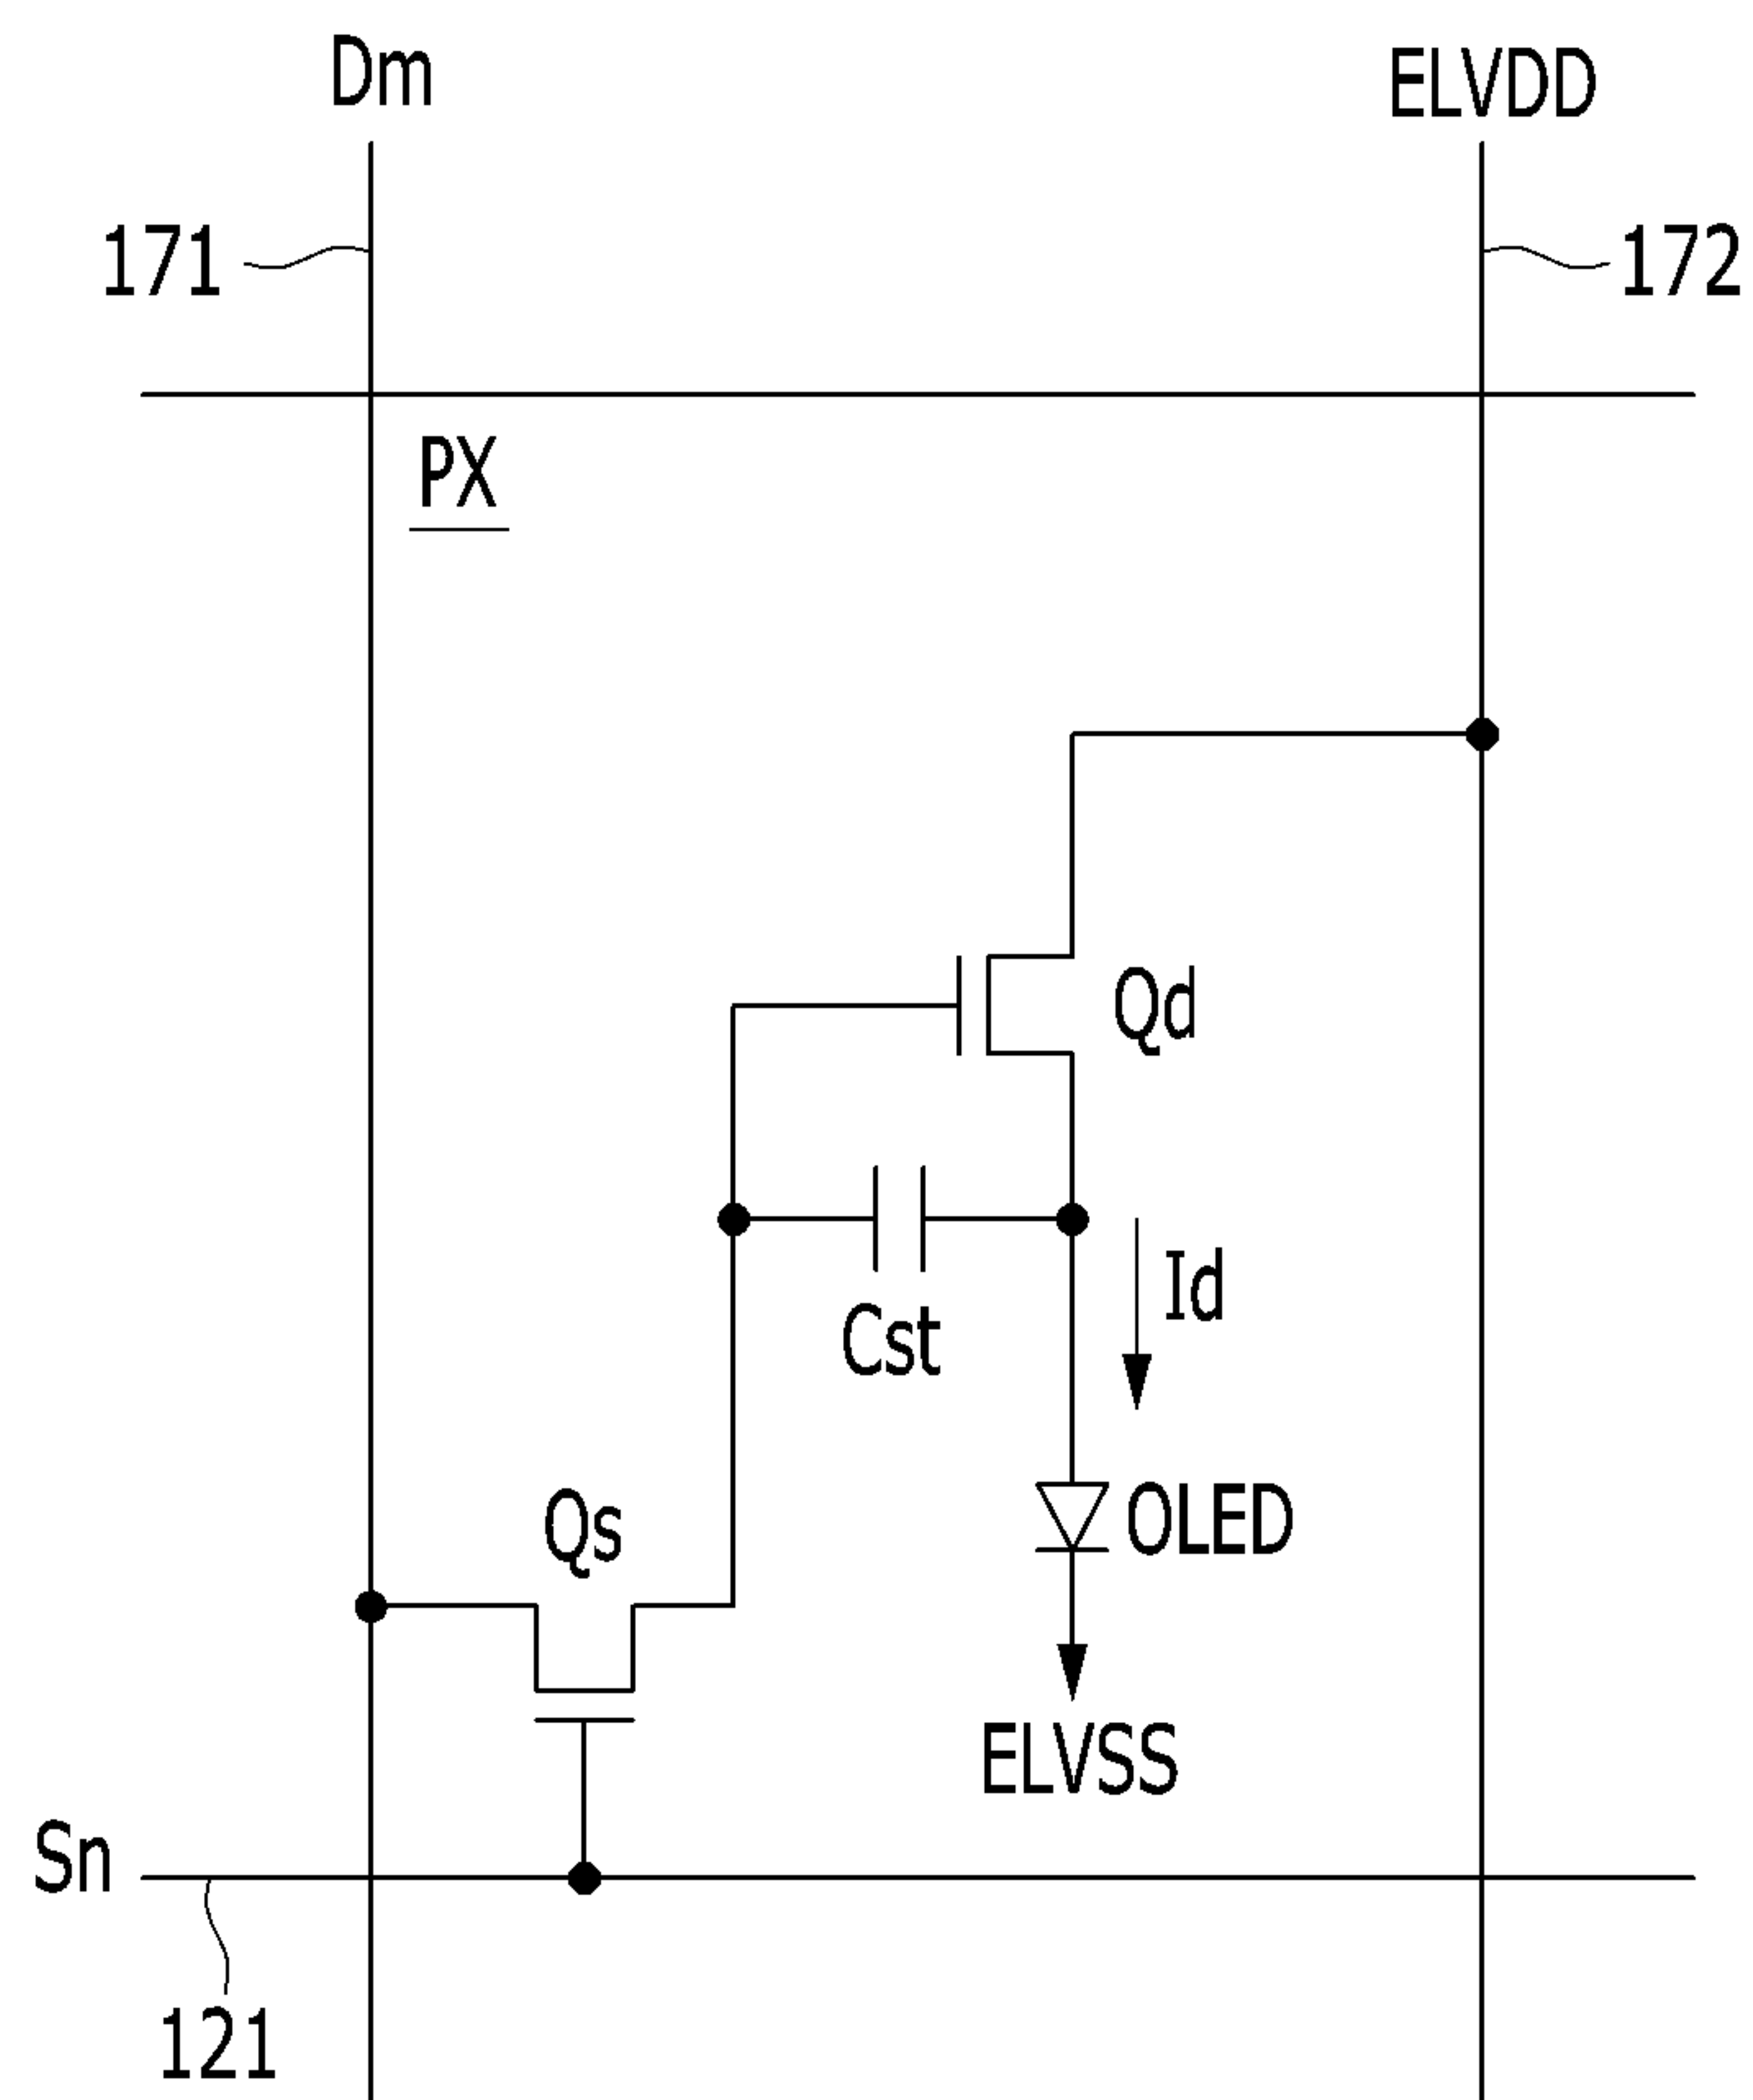 Dm
ELVDD
171
172
PX
Qd
Id
Cst
OLED
Qs
ELVSS
Sn
121